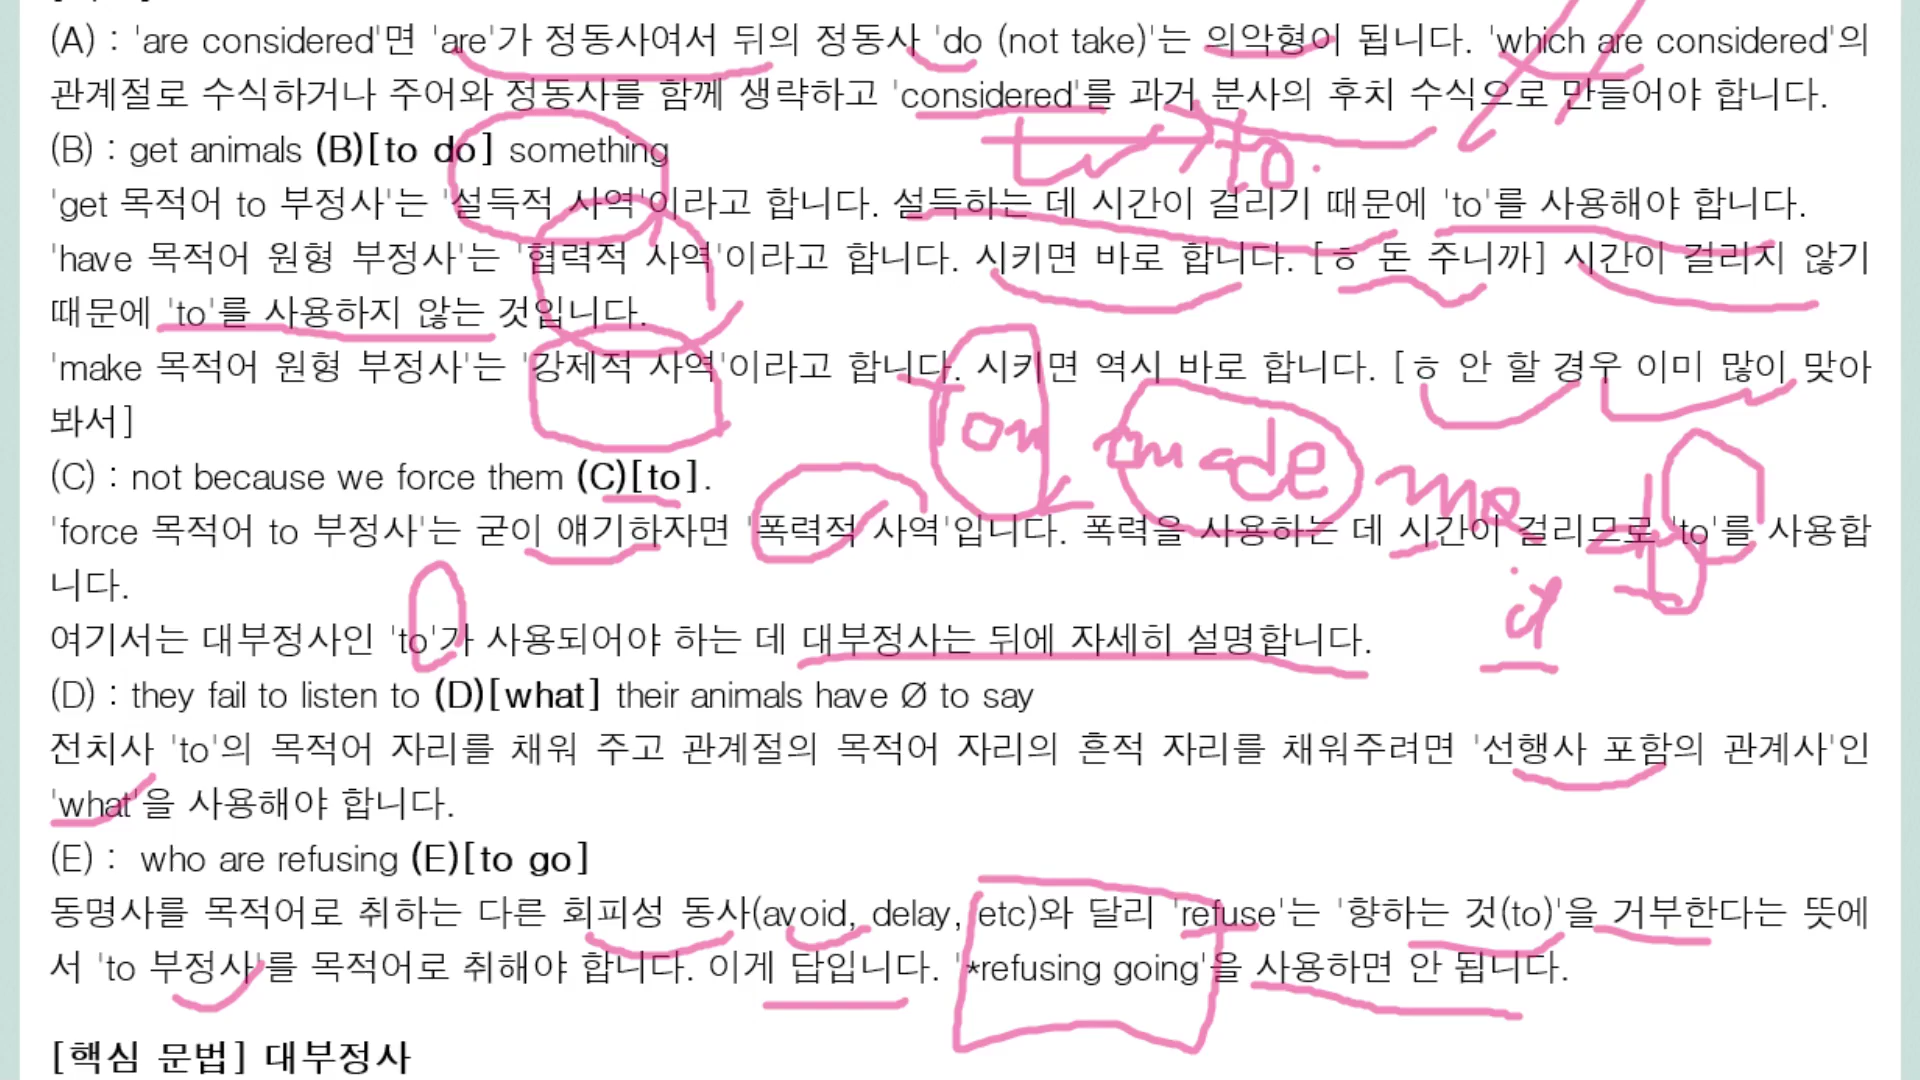 (A) : 'are considered'면 'are'가 정동사여서 뒤의 정동사 'do (not take)'는 의악형이 됩니다. 'which are considered'의
관계절로 수식하거나 주어와 정동사를 함께 생략하고 'considered'를 과거 분사의 후치 수식으로 만들어야 합니다.
(B) : get animals (B)[to do] something
to.
'get 목적어 to 부정사'는 '설득적 사역'이라고 합니다. 설득하는 데 시간이 걸리기 때문에 'to'를 사용해야 합니다.
'have 목적어 원형 부정사'는 '협력적 사역'이라고 합니다. 시키면 바로 합니다. [ㅎ 돈 주니까] 시간이 걸리지 않기
때문에 'to'를 사용하지 않는 것입니다.
'make 목적어 원형 부정사'는 '강제적 사역'이라고 합니다. 시키면 역시 바로 합니다. [ㅎ 안 할 경우 이미 많이 맞아
봐서]
Tom made me do it
(C) : not because we force them (C)[to].
'force 목적어 to 부정사'는 굳이 얘기하자면 '폭력적 사역'입니다. 폭력을 사용하는 데 시간이 걸리므로 'to'를 사용합
니다.
여기서는 대부정사인 'to'가 사용되어야 하는 데 대부정사는 뒤에 자세히 설명합니다.
(D) : they fail to listen to (D)[what] their animals have Ø to say
전치사 'to'의 목적어 자리를 채워 주고 관계절의 목적어 자리의 흔적 자리를 채워주려면 '선행사 포함의 관계사'인
'what'을 사용해야 합니다.
(E) : who are refusing (E)[to go]
동명사를 목적어로 취하는 다른 회피성 동사(avoid, delay, etc)와 달리 'refuse'는 '향하는 것(to)'을 거부한다는 뜻에
서 'to 부정사'를 목적어로 취해야 합니다. 이게 답입니다. '*refusing going'을 사용하면 안 됩니다.
[핵심 문법] 대부정사